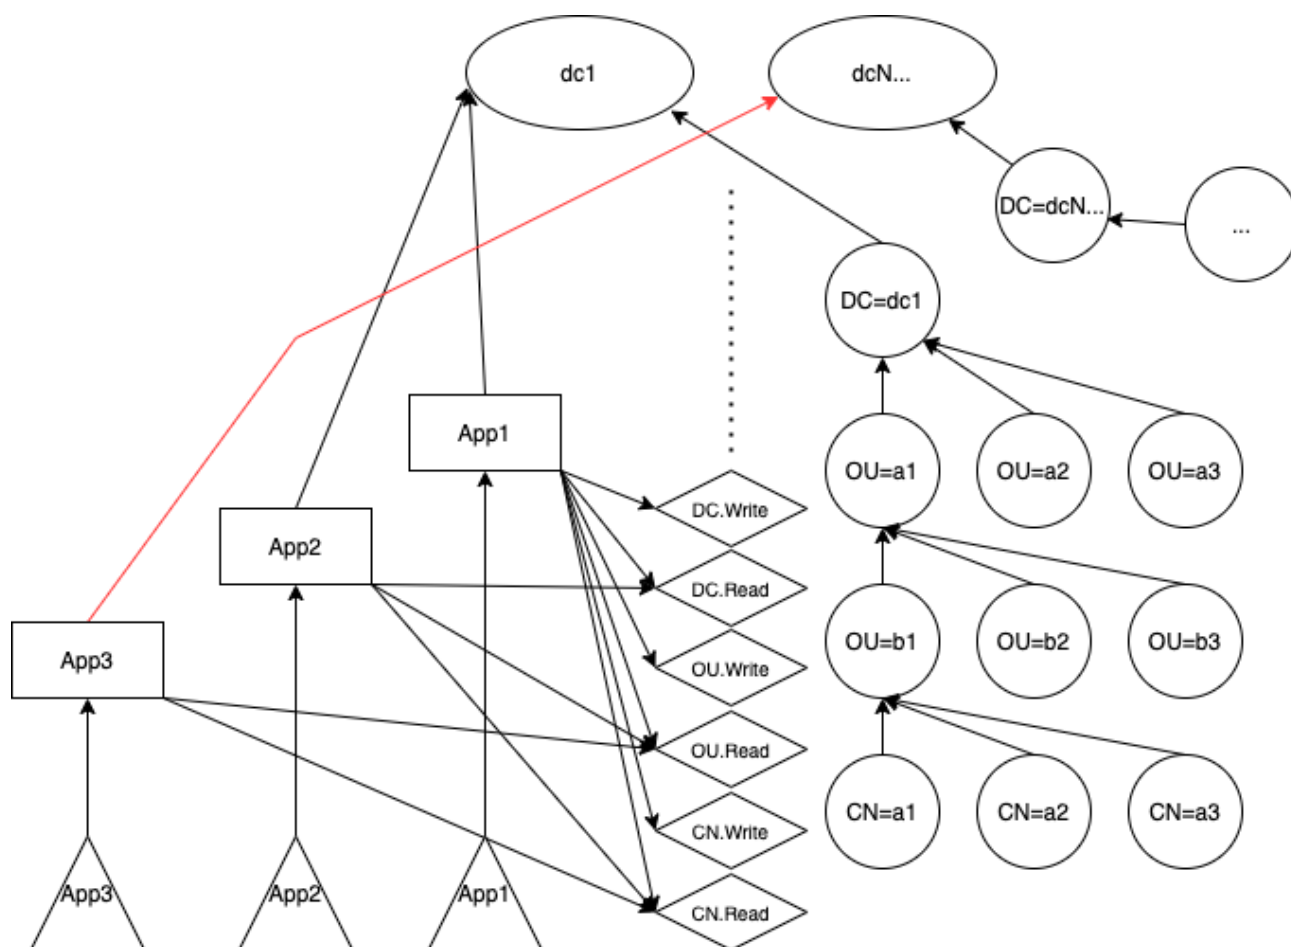 dc1
dcN...
DC=dcN...
...
DC=dc1
App1
OU=a1
OU=a2
OU=a3
DC.Write
App2
DC.Read
App3
OU=b1
OU=b2
OU=b3
OU.Write
OU.Read
CN=a1
CN=a2
CN=a3
CN.Write
App3
App2
App1
CN.Read